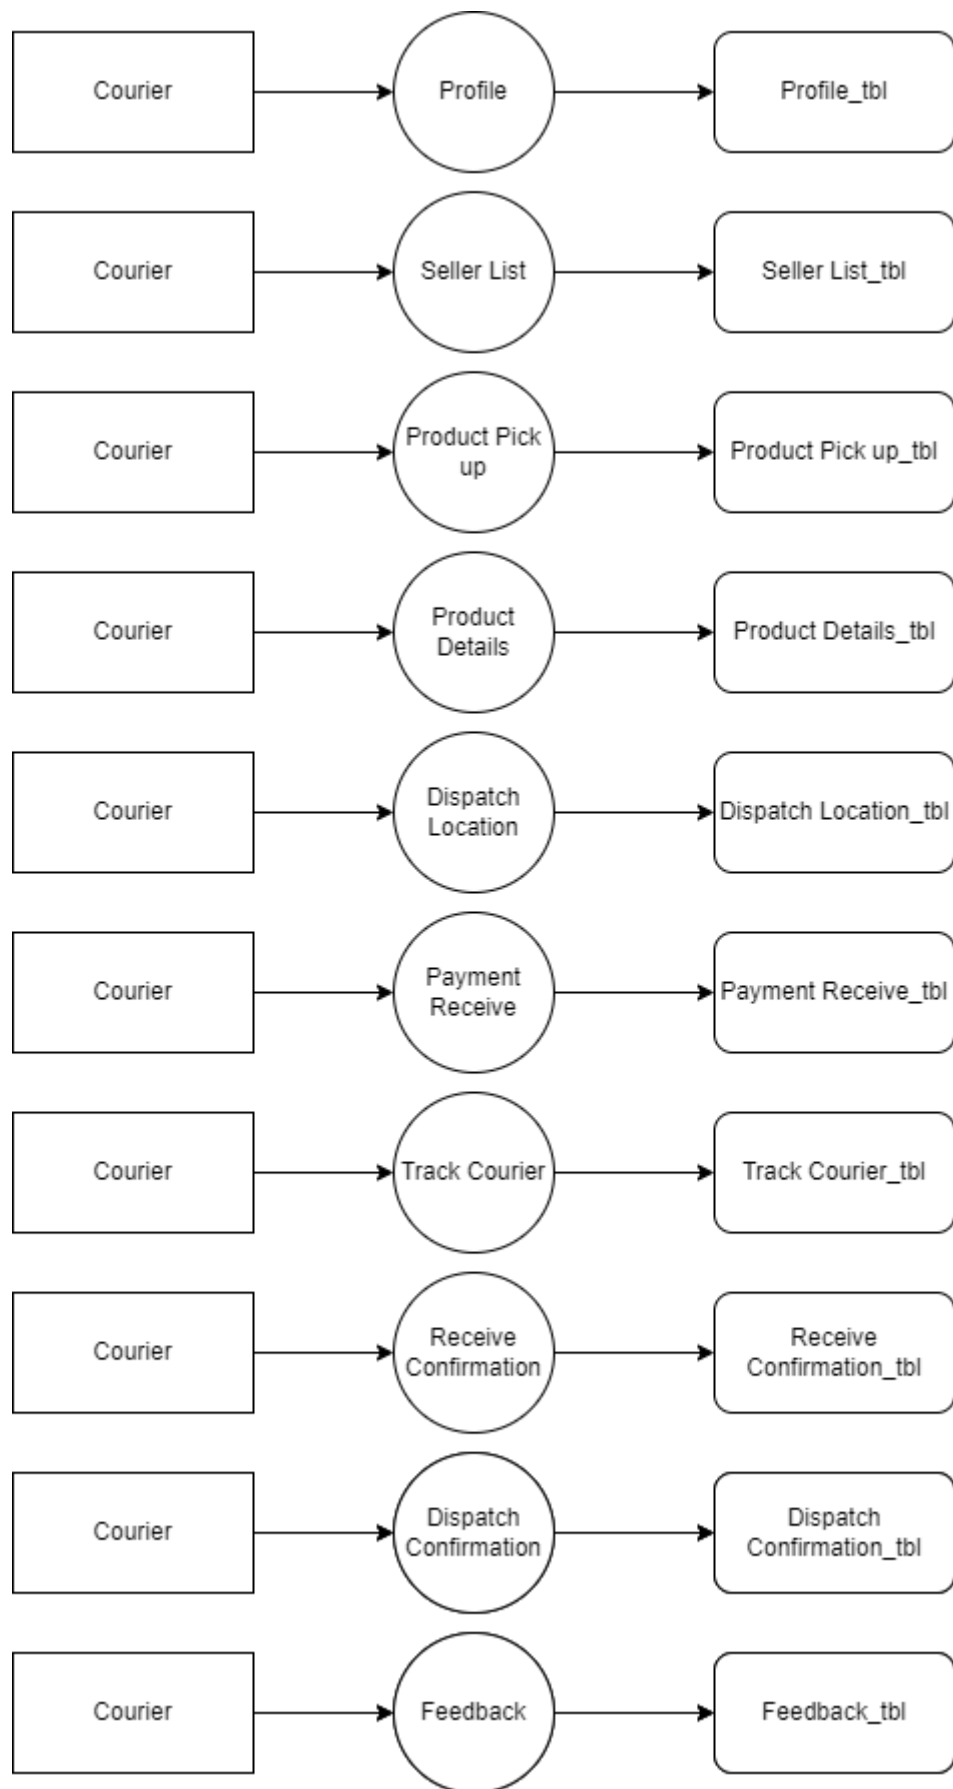 Courier
Profile
Profile_tbl
Courier
Seller List
Seller List_tbl
Courier
Product Pick
up
Product Pick up_tbl
Courier
Product
Details
Product Details_tbl
Courier
Dispatch
Location
Dispatch Location_tbl
Courier
Payment
Receive
Payment Receive_tbl
Courier
Track Courier
Track Courier_tbl
Courier
Receive
Confirmation
Receive
Confirmation_tbl
Courier
Dispatch
Confirmation
Dispatch
Confirmation_tbl
Courier
Feedback
Feedback_tbl